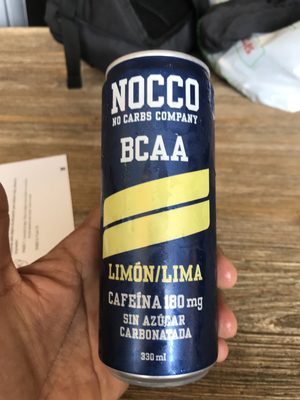 NOCCO
NO CARBS COMPANY
BCAA
LIMÓN/LIMA
CAFEÍNA 180 mg
SIN AZÚCAR
CARBONATADA
330 ml